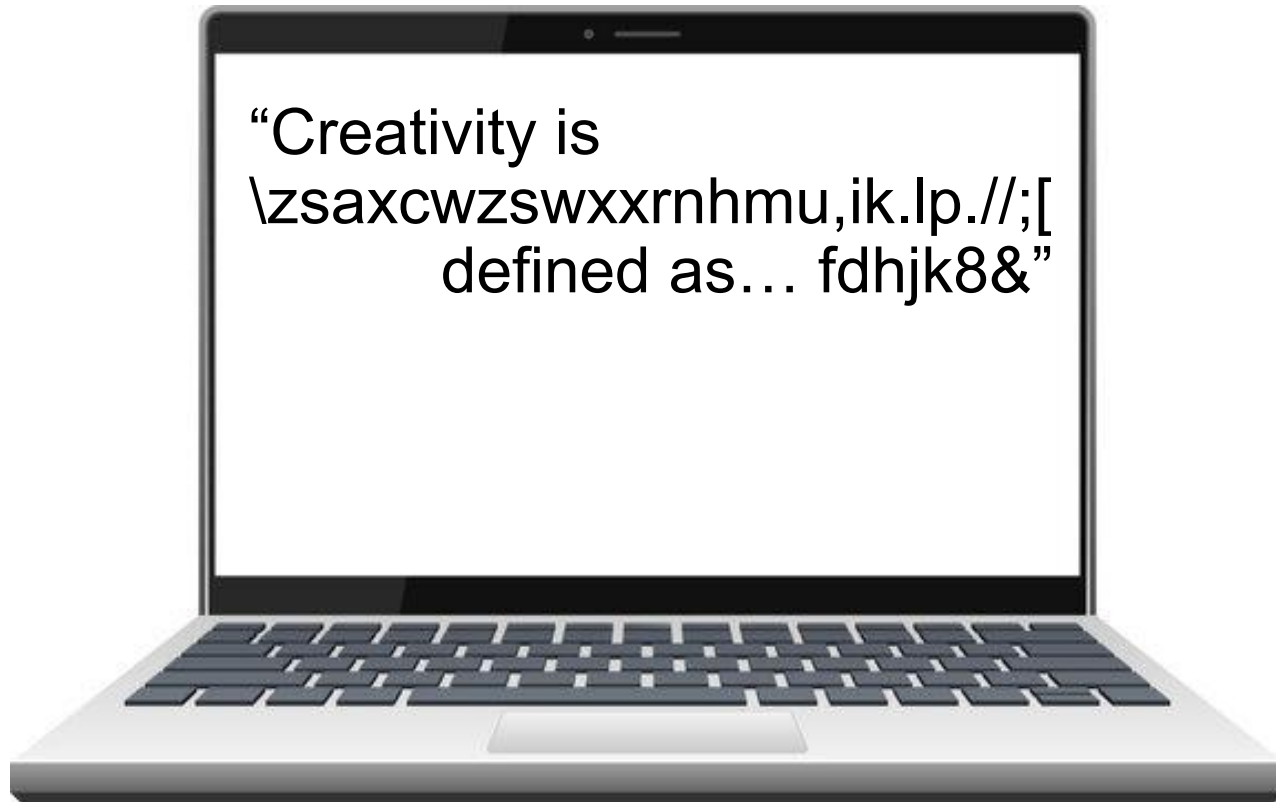 “Creativity is
\zsaxcwzswxxrnhmu,ik.lp.//;[
defined as… fdhjk8&”